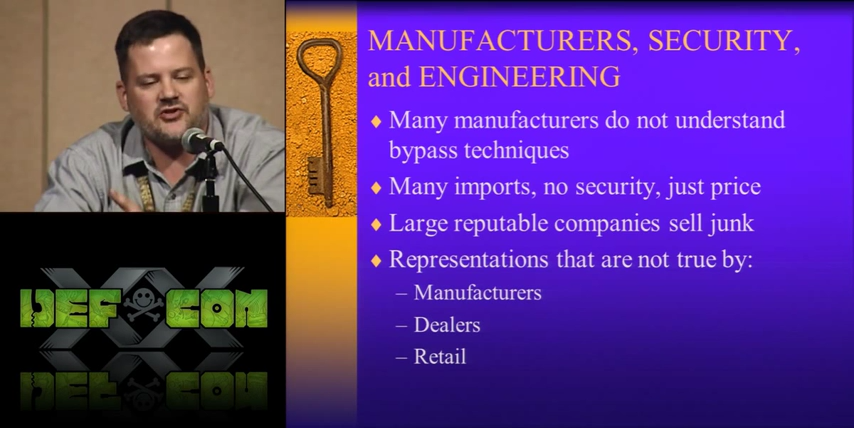 MANUFACTURERS, SECURITY,
and ENGINEERING
Many manufacturers do not understand
bypass techniques
Many imports, no security, just price
Large reputable companies sell junk
Representations that are not true by:
– Manufacturers
– Dealers
– Retail
DEF CON
XX